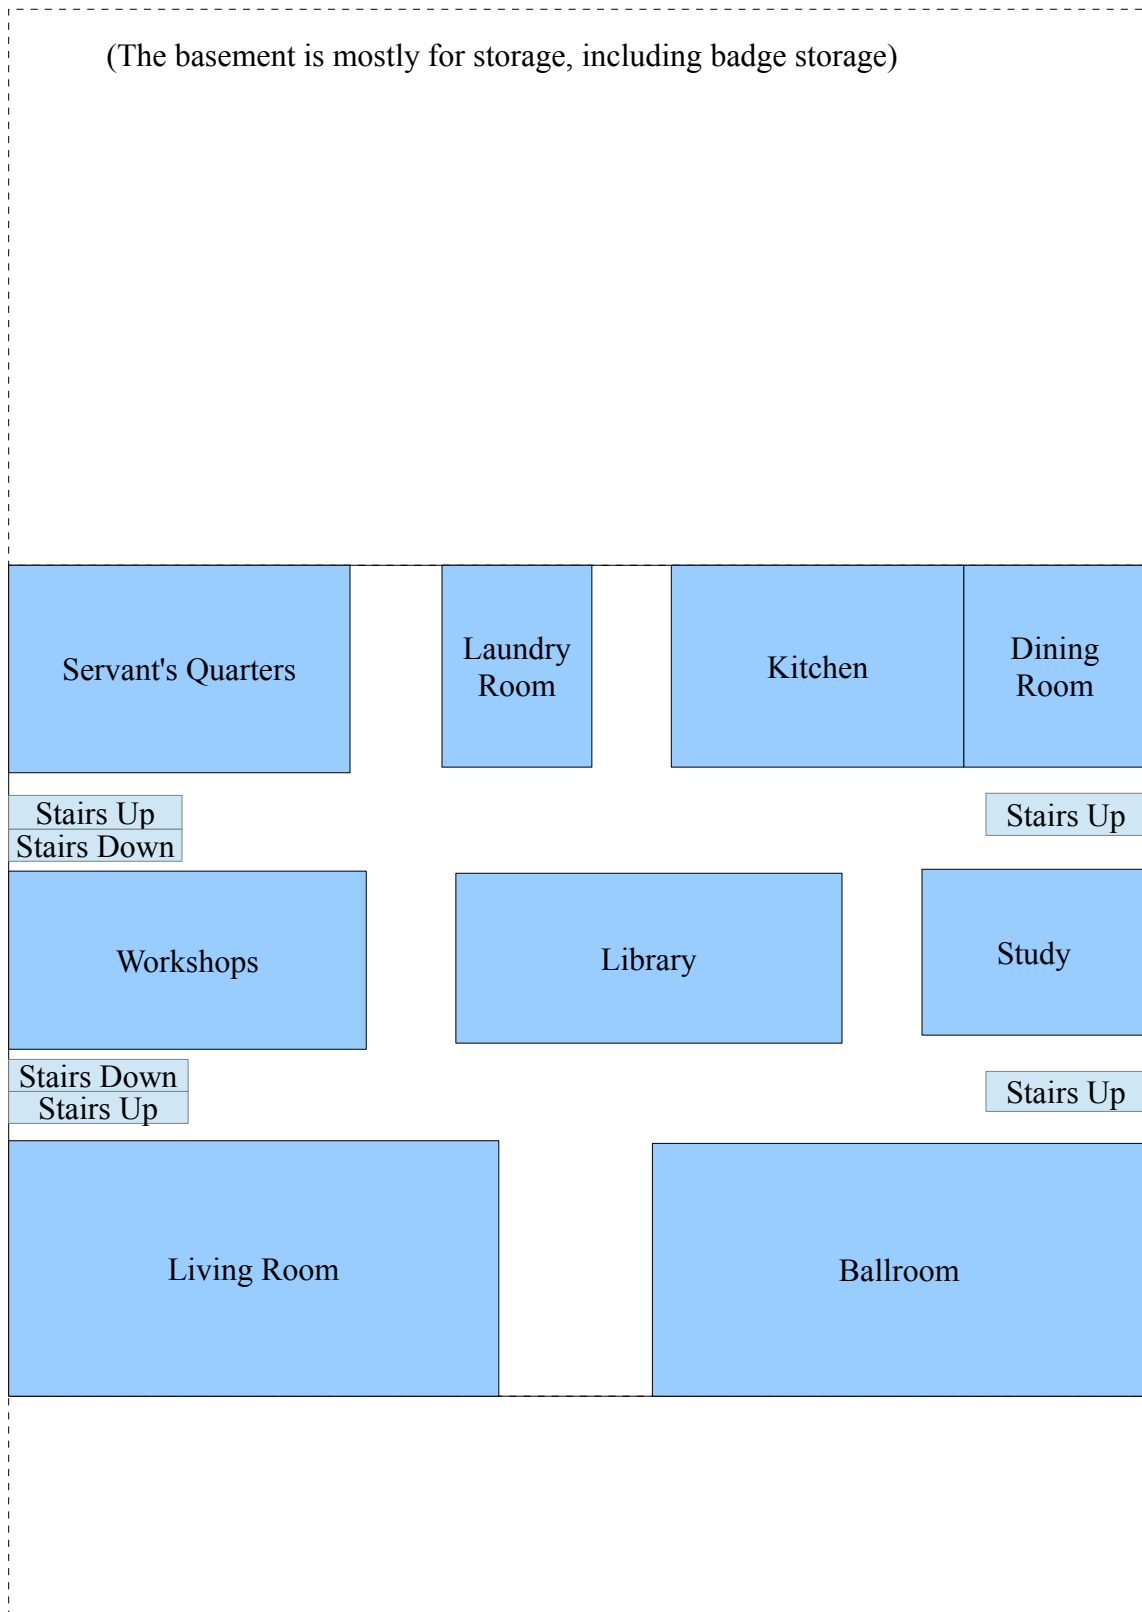 (The basement is mostly for storage, including badge storage)
Servant's Quarters
Laundry
Room
Kitchen
Dining
Room
Stairs Up
Stairs Down
Stairs Up
Workshops
Library
Study
Stairs Down
Stairs Up
Stairs Up
Living Room
Ballroom